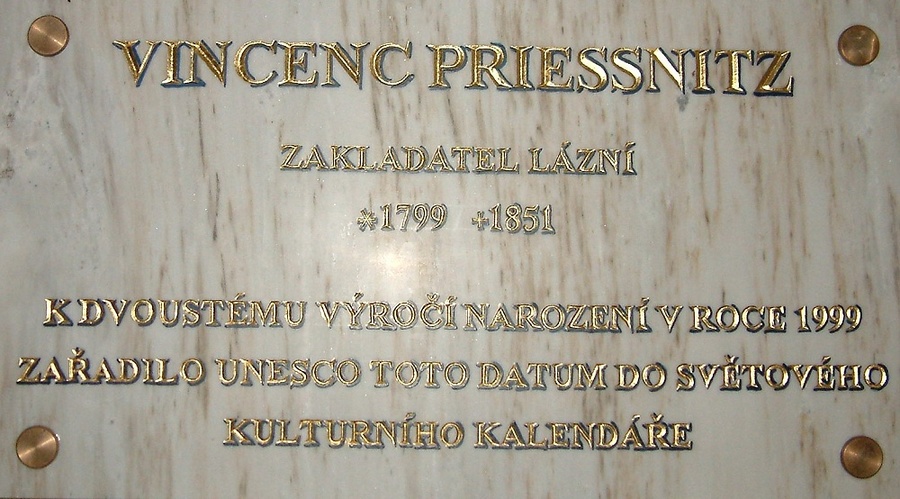 VINCENC PRIESSNITZ
ZAKLADATEL LÁZNÍ
*1799 +1851
K DVOUSTÉMU VÝROČÍ NAROZENÍ V ROCE 1999
ZAŘADILO UNESCO TOTO DATUM DO SVĚTOVÉHO
KULTURNÍHO KALENDÁŘE